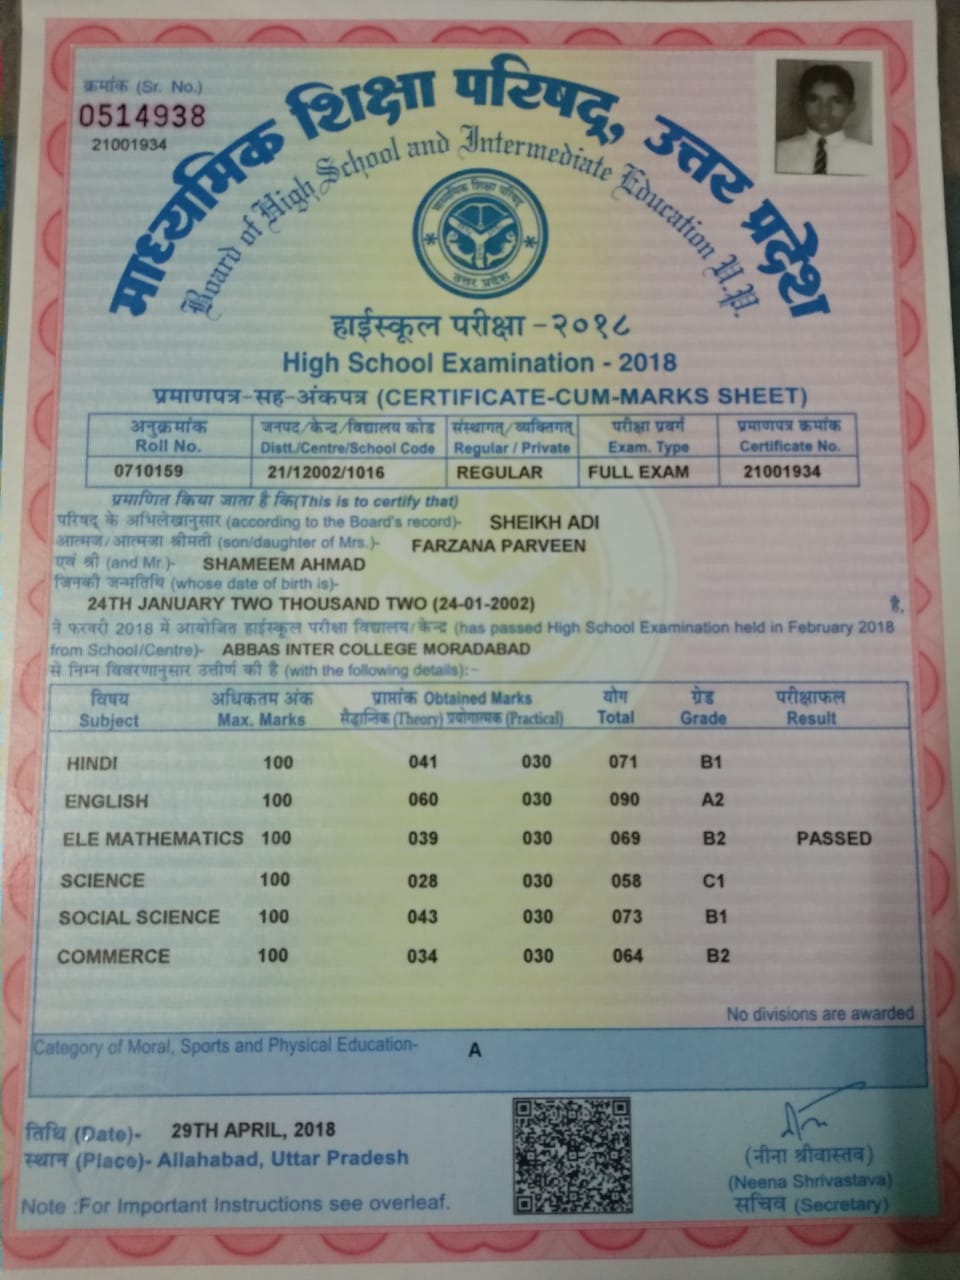 क्रमांक (Sr. No.)
0514938
21001934
माध्यमिक शिक्षा परिषद्, उत्तर प्रदेश
Board of High School and Intermediate Education U.P.
माध्यमिक शिक्षा परिषद्
उत्तर प्रदेश
हाईस्कूल परीक्षा - २०१८
High School Examination - 2018
प्रमाणपत्र-सह-अंकपत्र (CERTIFICATE-CUM-MARKS SHEET)
अनुक्रमांक जनपद/केन्द्र/विद्यालय कोड संस्थागत्/व्यक्तिगत् परीक्षा प्रवर्ग प्रमाणपत्र क्रमांक
Roll No. Distt./Centre/School Code Regular / Private Exam. Type Certificate No.
0710159 21/12002/1016 REGULAR FULL EXAM 21001934
प्रमाणित किया जाता है कि(This is to certify that)
परिषद् के अभिलेखानुसार (according to the Board's record)- SHEIKH ADI
आत्मज/आत्मजा श्रीमती (son/daughter of Mrs.)- FARZANA PARVEEN
एवं श्री (and Mr.)- SHAMEEM AHMAD
जिनकी जन्मतिथि (whose date of birth is)-
24TH JANUARY TWO THOUSAND TWO (24-01-2002) है,
ने फरवरी 2018 में आयोजित हाईस्कूल परीक्षा विद्यालय/केन्द्र (has passed High School Examination held in February 2018
from School/Centre)- ABBAS INTER COLLEGE MORADABAD
से निम्न विवरणानुसार उत्तीर्ण की है (with the following details):-
विषय अधिकतम अंक प्राप्तांक Obtained Marks योग ग्रेड परीक्षाफल
Subject Max. Marks सैद्धान्तिक (Theory) प्रयोगात्मक (Practical) Total Grade Result
HINDI 100 041 030 071 B1
ENGLISH 100 060 030 090 A2
ELE MATHEMATICS 100 039 030 069 B2 PASSED
SCIENCE 100 028 030 058 C1
SOCIAL SCIENCE 100 043 030 073 B1
COMMERCE 100 034 030 064 B2
No divisions are awarded
Category of Moral, Sports and Physical Education- A
तिथि (Date)- 29TH APRIL, 2018
स्थान (Place)- Allahabad, Uttar Pradesh
Note :For Important Instructions see overleaf.
(नीना श्रीवास्तव)
(Neena Shrivastava)
सचिव (Secretary)